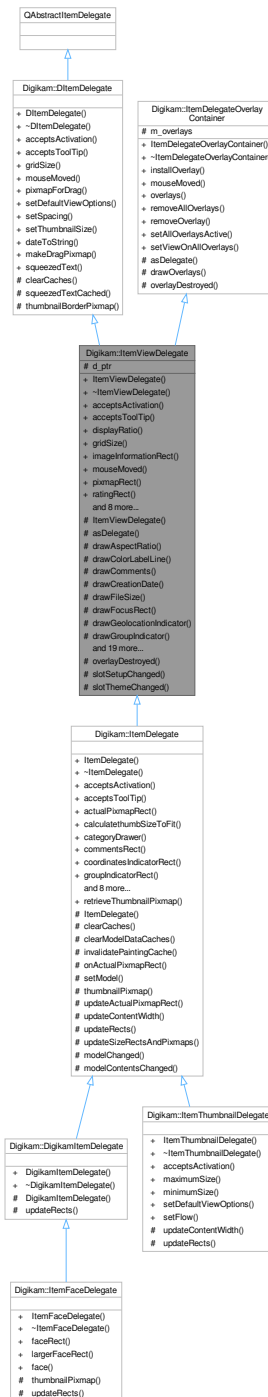 QAbstractItemDelegate
Digikam::DItemDelegate
+ DItemDelegate()
+ ~DItemDelegate()
+ acceptsActivation()
+ acceptsToolTip()
+ gridSize()
+ mouseMoved()
+ pixmapForDrag()
+ setDefaultViewOptions()
+ setSpacing()
+ setThumbnailSize()
+ dateToString()
+ makeDragPixmap()
+ squeezedText()
# clearCaches()
# squeezedTextCached()
# thumbnailBorderPixmap()
Digikam::ItemDelegateOverlay
Container
# m_overlays
+ ItemDelegateOverlayContainer()
+ ~ItemDelegateOverlayContainer
+ installOverlay()
+ mouseMoved()
+ overlays()
+ removeAllOverlays()
+ removeOverlay()
+ setAllOverlaysActive()
+ setViewOnAllOverlays()
# asDelegate()
# drawOverlays()
# overlayDestroyed()
Digikam::ItemViewDelegate
# d_ptr
+ ItemViewDelegate()
+ ~ItemViewDelegate()
+ acceptsActivation()
+ acceptsToolTip()
+ displayRatio()
+ gridSize()
+ imageInformationRect()
+ mouseMoved()
+ pixmapRect()
+ ratingRect()
and 8 more...
# ItemViewDelegate()
# asDelegate()
# drawAspectRatio()
# drawColorLabelLine()
# drawComments()
# drawCreationDate()
# drawFileSize()
# drawFocusRect()
# drawGeolocationIndicator()
# drawGroupIndicator()
and 19 more...
# overlayDestroyed()
# slotSetupChanged()
# slotThemeChanged()
Digikam::ItemDelegate
+ ItemDelegate()
+ ~ItemDelegate()
+ acceptsActivation()
+ acceptsToolTip()
+ actualPixmapRect()
+ calculatethumbSizeToFit()
+ categoryDrawer()
+ commentsRect()
+ coordinatesIndicatorRect()
+ groupIndicatorRect()
and 8 more...
+ retrieveThumbnailPixmap()
# ItemDelegate()
# clearCaches()
# clearModelDataCaches()
# invalidatePaintingCache()
# onActualPixmapRect()
# setModel()
# thumbnailPixmap()
# updateActualPixmapRect()
# updateContentWidth()
# updateRects()
# updateSizeRectsAndPixmaps()
# modelChanged()
# modelContentsChanged()
Digikam::DigikamItemDelegate
+ DigikamItemDelegate()
+ ~DigikamItemDelegate()
# DigikamItemDelegate()
# updateRects()
Digikam::ItemThumbnailDelegate
+ ItemThumbnailDelegate()
+ ~ItemThumbnailDelegate()
+ acceptsActivation()
+ maximumSize()
+ minimumSize()
+ setDefaultViewOptions()
+ setFlow()
# updateContentWidth()
# updateRects()
Digikam::ItemFaceDelegate
+ ItemFaceDelegate()
+ ~ItemFaceDelegate()
+ faceRect()
+ largerFaceRect()
+ face()
# thumbnailPixmap()
# updateRects()